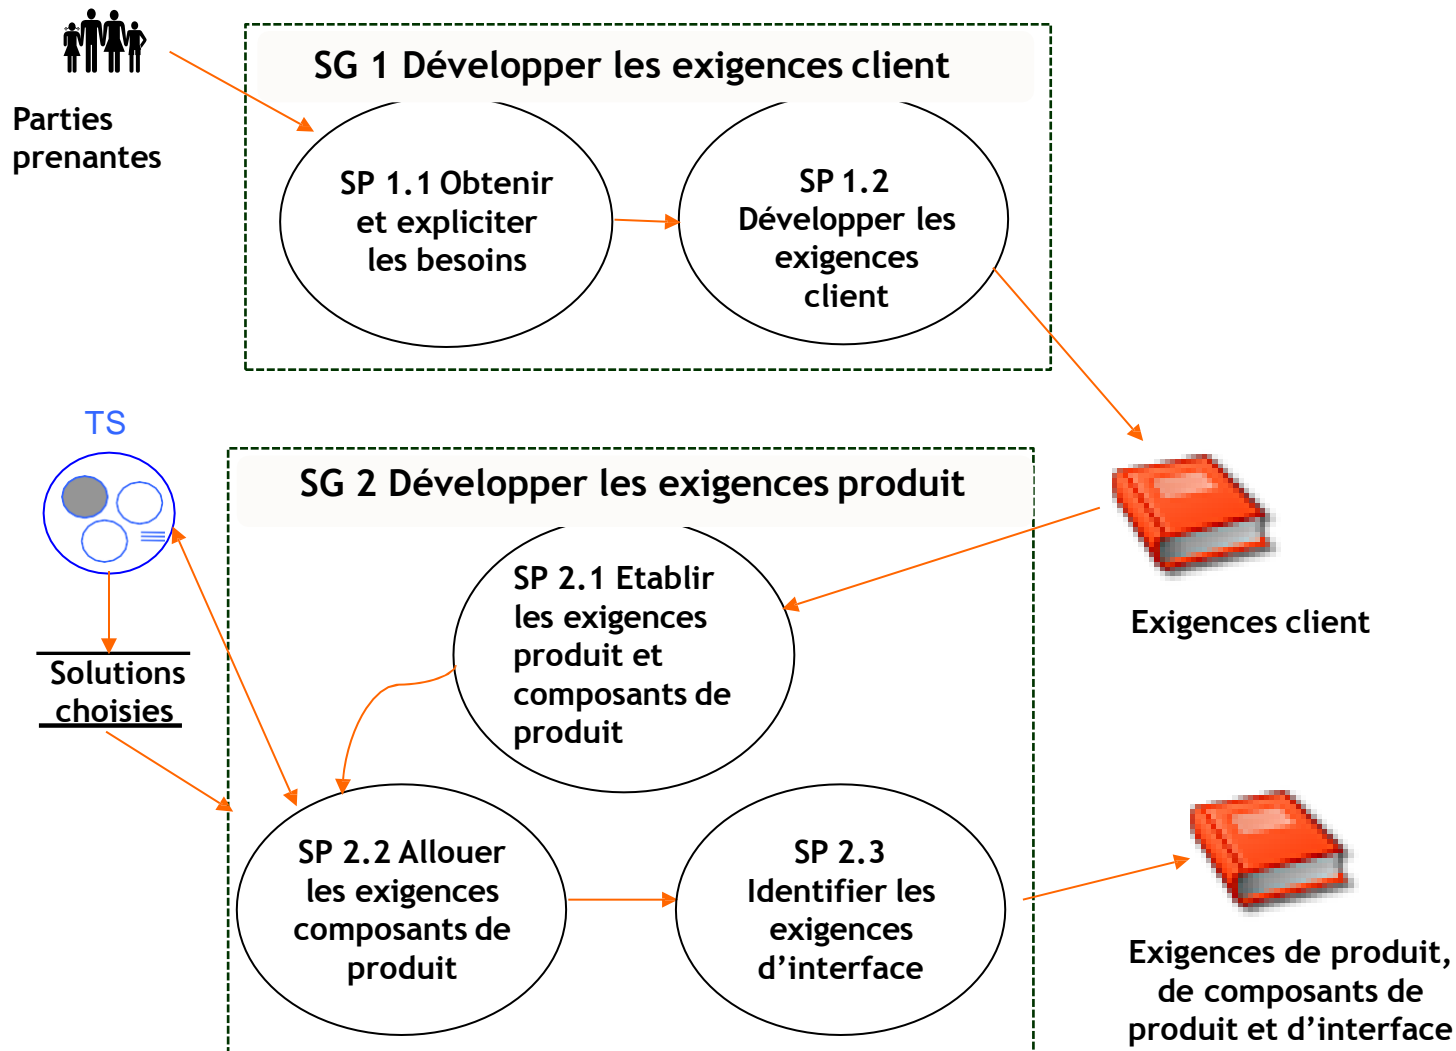 SG 1 Développer les exigences client
Parties
prenantes
SP 1.1 Obtenir
et expliciter
les besoins
SP 1.2
Développer les
exigences
client
TS
SG 2 Développer les exigences produit
SP 2.1 Etablir
les exigences
produit et
composants de
produit
Exigences client
Solutions
choisies
SP 2.2 Allouer
les exigences
composants de
produit
SP 2.3
Identifier les
exigences
d’interface
Exigences de produit,
de composants de
produit et d’interface